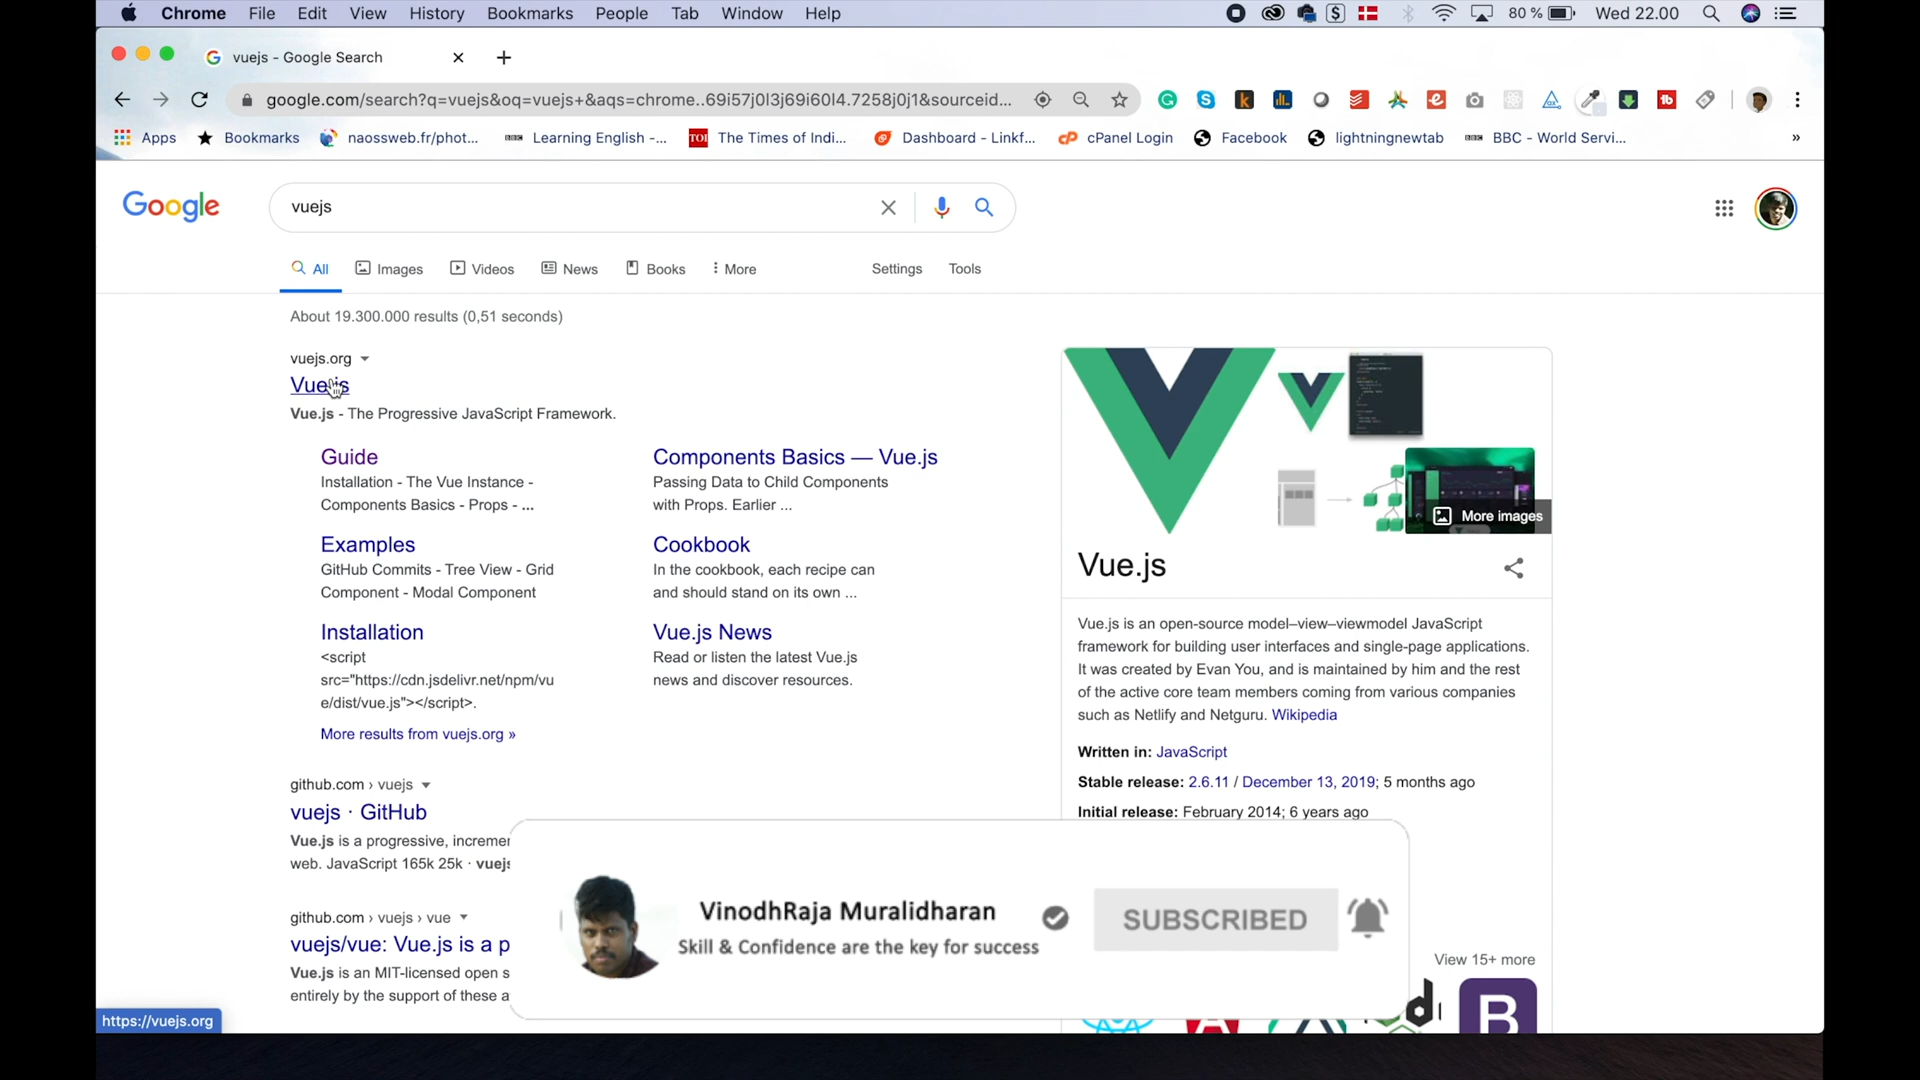 Chrome File Edit View History Bookmarks People Tab Window Help
80 % Wed 22.00
vuejs - Google Search
google.com/search?q=vuejs&oq=vuejs+&aqs=chrome..69i57j0l3j69i60l4.7258j0j1&sourceid...
Apps Bookmarks naossweb.fr/phot... Learning English -... The Times of Indi... Dashboard - Linkf... cPanel Login Facebook lightningnewtab BBC - World Servi... »
Google
vuejs
All Images Videos News Books More Settings Tools
About 19.300.000 results (0,51 seconds)
vuejs.org
Vue.js
Vue.js - The Progressive JavaScript Framework.
Guide
Installation - The Vue Instance -
Components Basics - Props - ...
Components Basics — Vue.js
Passing Data to Child Components
with Props. Earlier ...
Examples
GitHub Commits - Tree View - Grid
Component - Modal Component
Cookbook
In the cookbook, each recipe can
and should stand on its own ...
Installation
<script
src="https://cdn.jsdelivr.net/npm/vu
e/dist/vue.js"></script>.
Vue.js News
Read or listen the latest Vue.js
news and discover resources.
More results from vuejs.org »
github.com › vuejs
vuejs · GitHub
Vue.js is a progressive, increme
web. JavaScript 165k 25k · vuejs
github.com › vuejs › vue
vuejs/vue: Vue.js is a p
Vue.js is an MIT-licensed open s
entirely by the support of these a
More images
Vue.js
Vue.js is an open-source model–view–viewmodel JavaScript
framework for building user interfaces and single-page applications.
It was created by Evan You, and is maintained by him and the rest
of the active core team members coming from various companies
such as Netlify and Netguru. Wikipedia
Written in: JavaScript
Stable release: 2.6.11 / December 13, 2019; 5 months ago
Initial release: February 2014; 6 years ago
View 15+ more
VinodhRaja Muralidharan
Skill & Confidence are the key for success
SUBSCRIBED
https://vuejs.org